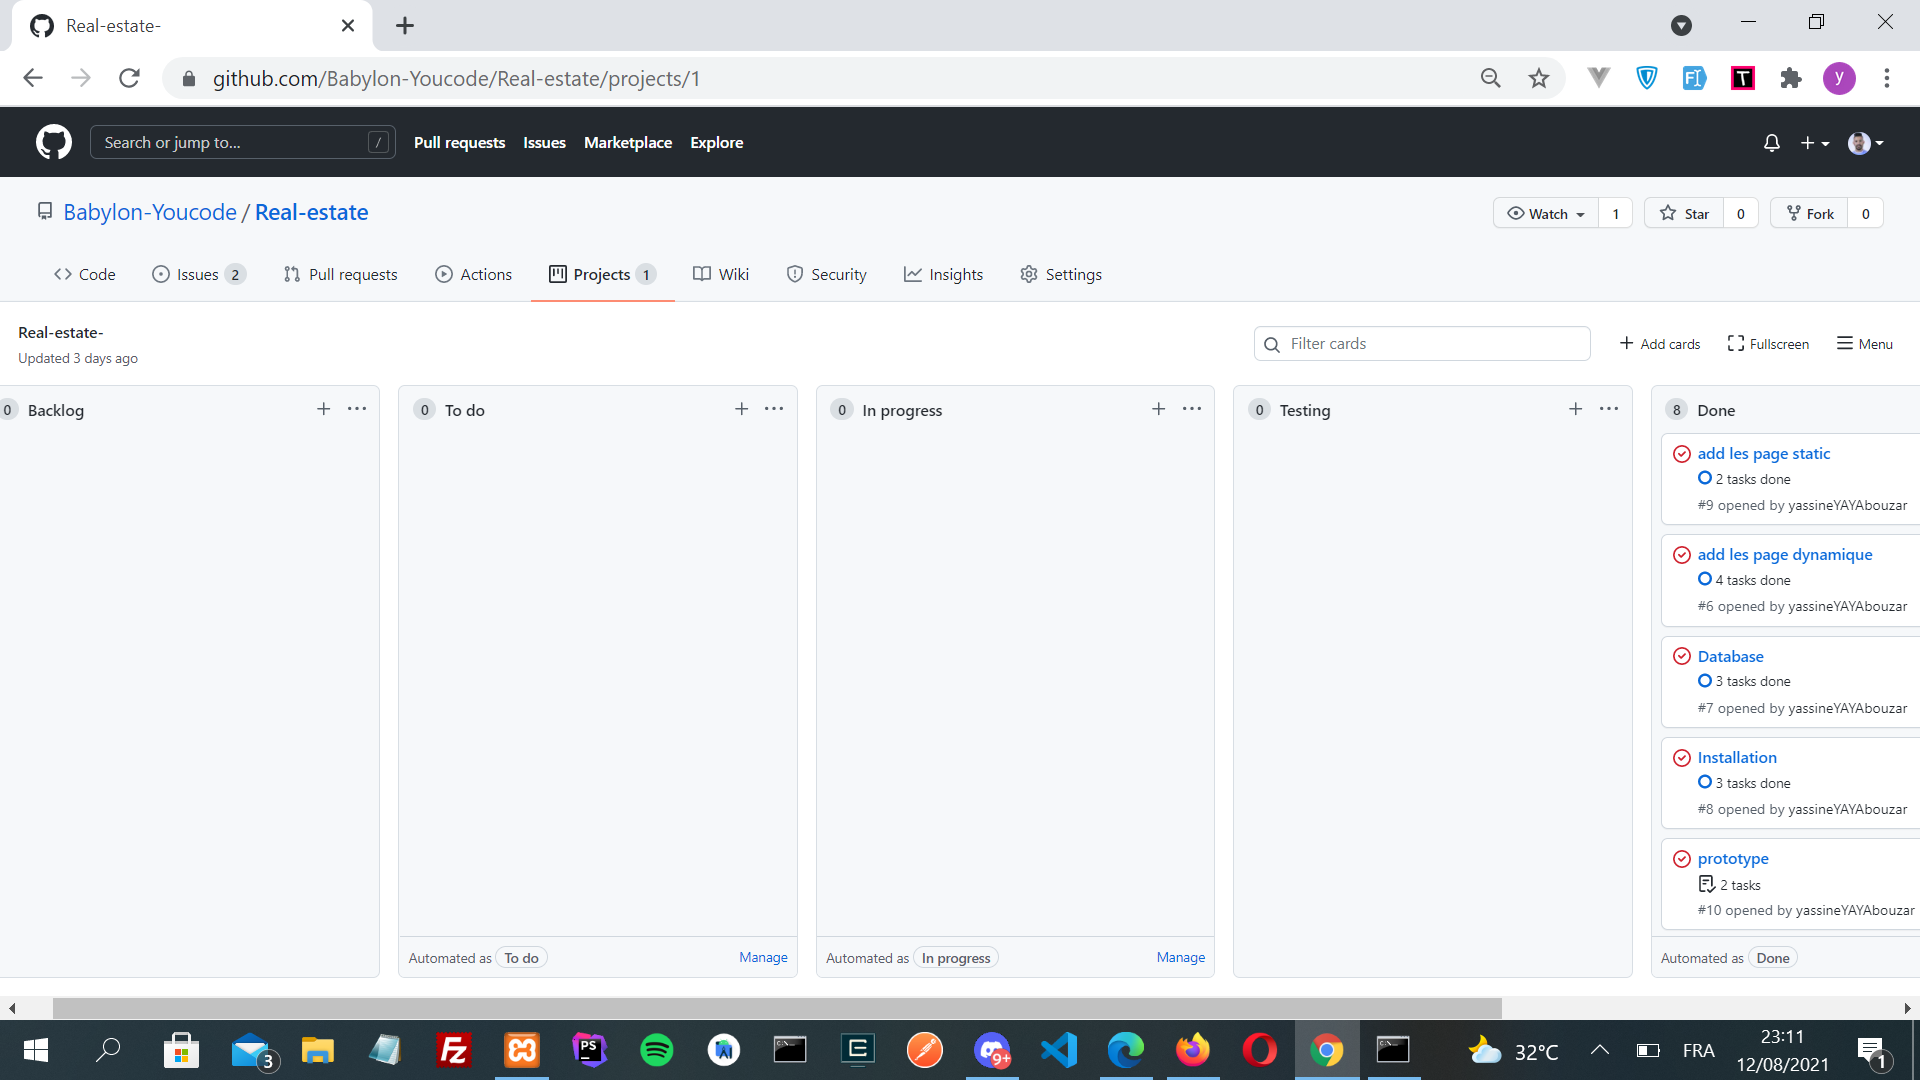 Real-estate-
github.com/Babylon-Youcode/Real-estate/projects/1
y
Search or jump to... /
Pull requests Issues Marketplace Explore
Babylon-Youcode / Real-estate
Watch 1 Star 0 Fork 0
Code Issues 2 Pull requests Actions Projects 1 Wiki Security Insights Settings
Real-estate-
Updated 3 days ago
Filter cards
Add cards Fullscreen Menu
0 Backlog
0 To do
Automated as To do Manage
0 In progress
Automated as In progress Manage
0 Testing
8 Done
add les page static
2 tasks done
#9 opened by yassineYAYAbouzar
add les page dynamique
4 tasks done
#6 opened by yassineYAYAbouzar
Database
3 tasks done
#7 opened by yassineYAYAbouzar
Installation
3 tasks done
#8 opened by yassineYAYAbouzar
prototype
2 tasks
#10 opened by yassineYAYAbouzar
Automated as Done
3
Fz
PS
9+
32°C
FRA
23:11
12/08/2021
1